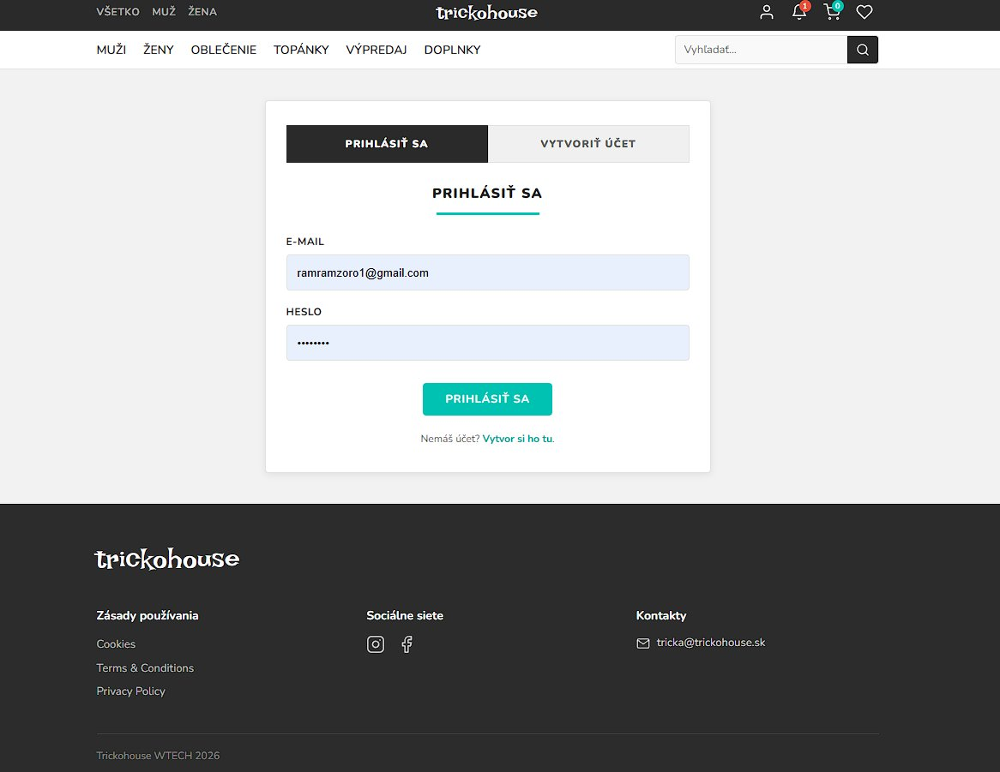 VŠETKO MUŽ ŽENA trickohouse 1 0
MUŽI ŽENY OBLEČENIE TOPÁNKY VÝPREDAJ DOPLNKY Vyhľadať...
PRIHLÁSIŤ SA VYTVORIŤ ÚČET
PRIHLÁSIŤ SA
E-MAIL
ramramzoro1@gmail.com
HESLO
••••••••
PRIHLÁSIŤ SA
Nemáš účet? Vytvor si ho tu.
trickohouse
Zásady používania Sociálne siete Kontakty
Cookies tricka@trickohouse.sk
Terms & Conditions
Privacy Policy
Trickohouse WTECH 2026